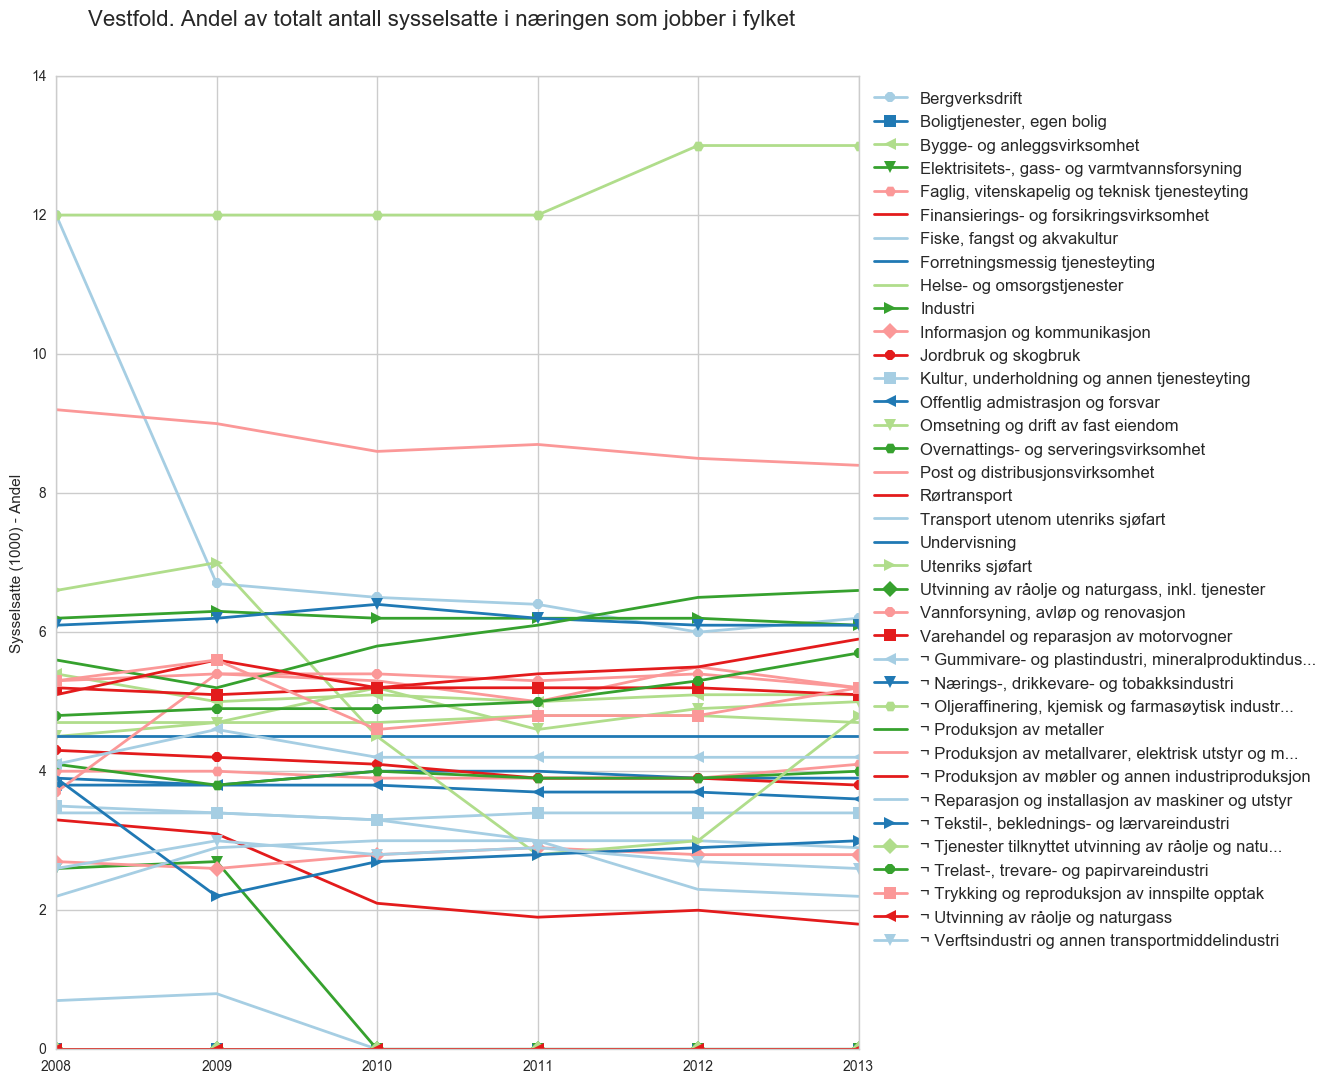 Vestfold. Andel av totalt antall sysselsatte i næringen som jobber i fylket
Sysselsatte (1000) - Andel
14
12
10
8
6
4
2
0
2008 2009 2010 2011 2012 2013
Bergverksdrift
Boligtjenester, egen bolig
Bygge- og anleggsvirksomhet
Elektrisitets-, gass- og varmtvannsforsyning
Faglig, vitenskapelig og teknisk tjenesteyting
Finansierings- og forsikringsvirksomhet
Fiske, fangst og akvakultur
Forretningsmessig tjenesteyting
Helse- og omsorgstjenester
Industri
Informasjon og kommunikasjon
Jordbruk og skogbruk
Kultur, underholdning og annen tjenesteyting
Offentlig admistrasjon og forsvar
Omsetning og drift av fast eiendom
Overnattings- og serveringsvirksomhet
Post og distribusjonsvirksomhet
Rørtransport
Transport utenom utenriks sjøfart
Undervisning
Utenriks sjøfart
Utvinning av råolje og naturgass, inkl. tjenester
Vannforsyning, avløp og renovasjon
Varehandel og reparasjon av motorvogner
¬ Gummivare- og plastindustri, mineralproduktindus...
¬ Nærings-, drikkevare- og tobakksindustri
¬ Oljeraffinering, kjemisk og farmasøytisk industr...
¬ Produksjon av metaller
¬ Produksjon av metallvarer, elektrisk utstyr og m...
¬ Produksjon av møbler og annen industriproduksjon
¬ Reparasjon og installasjon av maskiner og utstyr
¬ Tekstil-, beklednings- og lærvareindustri
¬ Tjenester tilknyttet utvinning av råolje og natu...
¬ Trelast-, trevare- og papirvareindustri
¬ Trykking og reproduksjon av innspilte opptak
¬ Utvinning av råolje og naturgass
¬ Verftsindustri og annen transportmiddelindustri